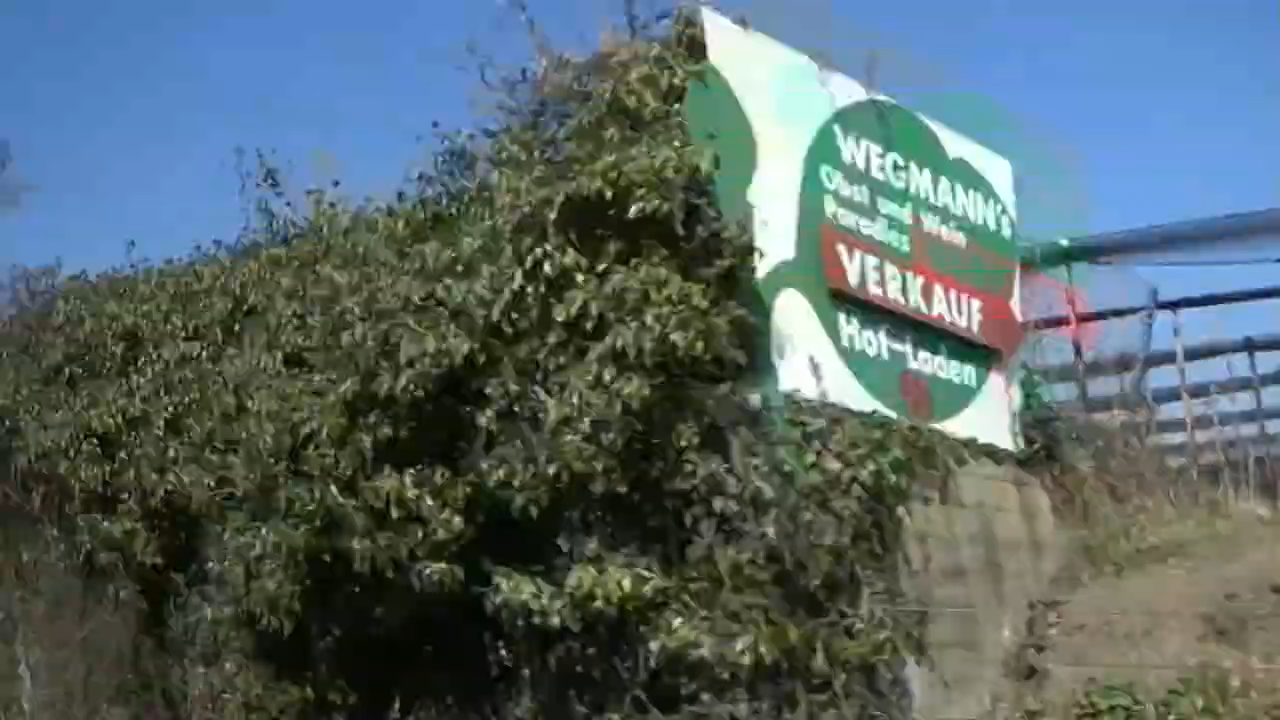 WEGMANN'S
Obst und Wein
Paradies
VERKAUF
Hof-Laden